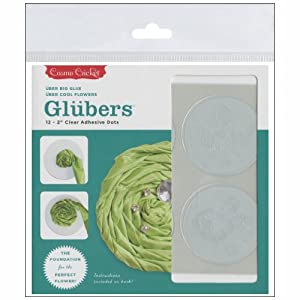 Cosmo Cricket
ÜBER BIG GLUE
ÜBER COOL FLOWERS
Glübers™
12 - 2" Clear Adhesive Dots
THE
FOUNDATION
for the
PERFECT
FLOWER!
Instructions
included on back!